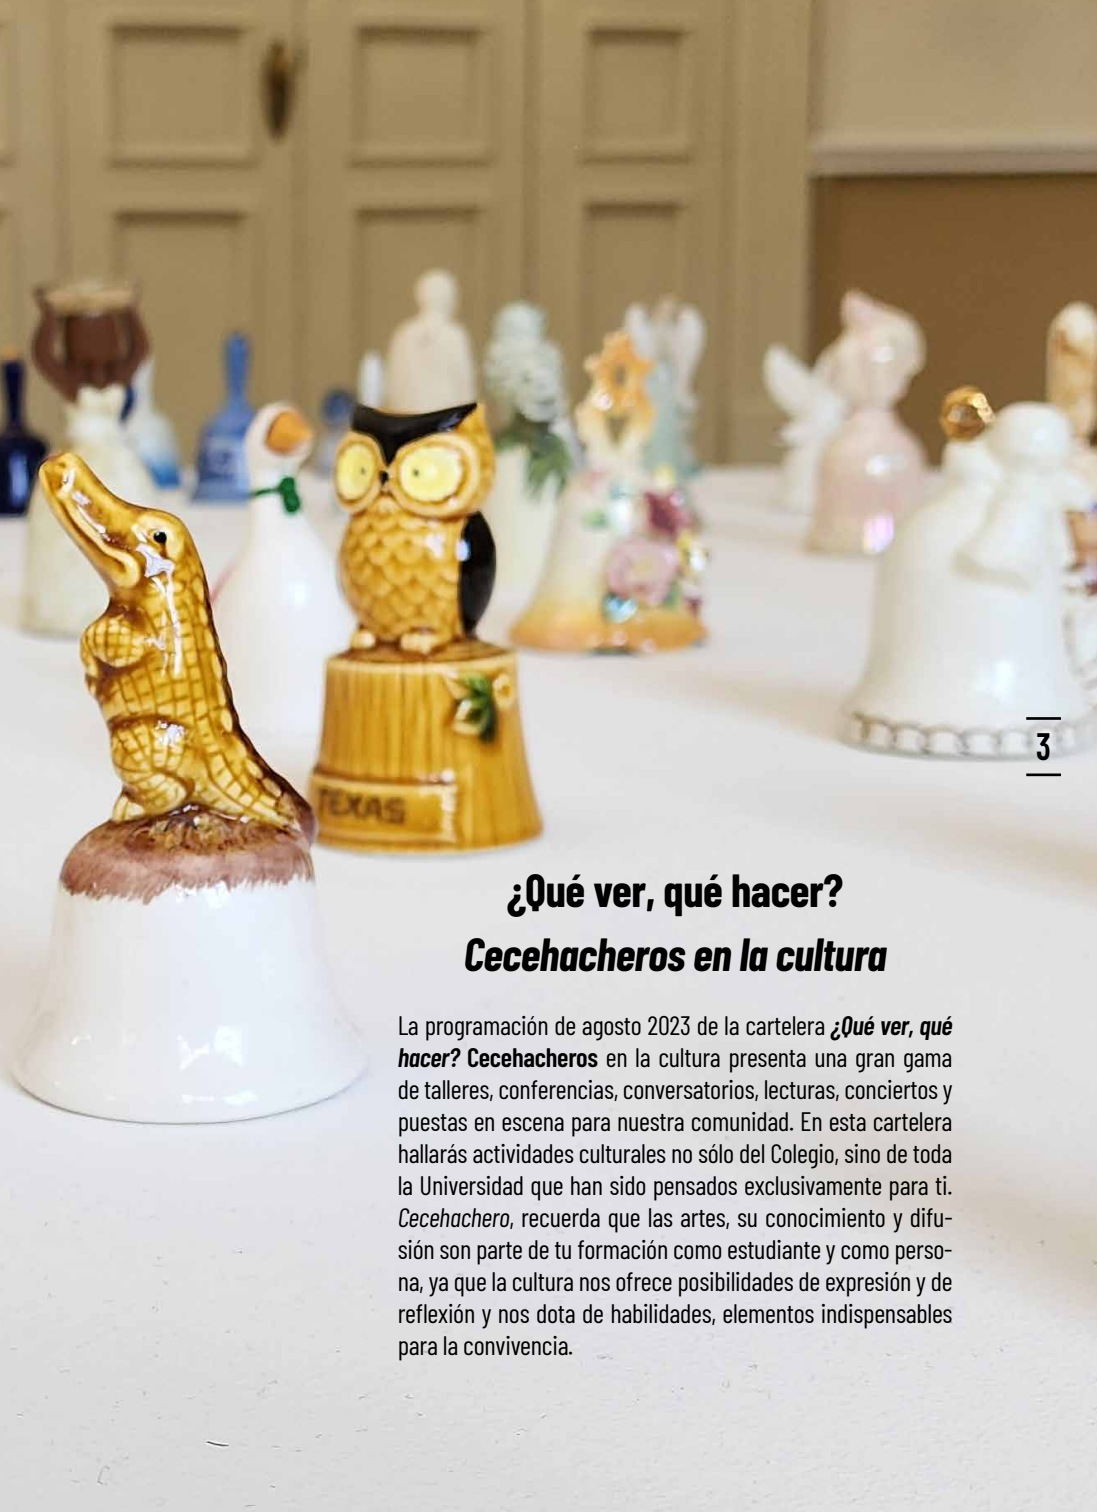 TEXAS
3
¿Qué ver, qué hacer?
Cecehacheros en la cultura
La programación de agosto 2023 de la cartelera ¿Qué ver, qué
hacer? Cecehacheros en la cultura presenta una gran gama
de talleres, conferencias, conversatorios, lecturas, conciertos y
puestas en escena para nuestra comunidad. En esta cartelera
hallarás actividades culturales no sólo del Colegio, sino de toda
la Universidad que han sido pensados exclusivamente para ti.
Cecehachero, recuerda que las artes, su conocimiento y difu-
sión son parte de tu formación como estudiante y como perso-
na, ya que la cultura nos ofrece posibilidades de expresión y de
reflexión y nos dota de habilidades, elementos indispensables
para la convivencia.